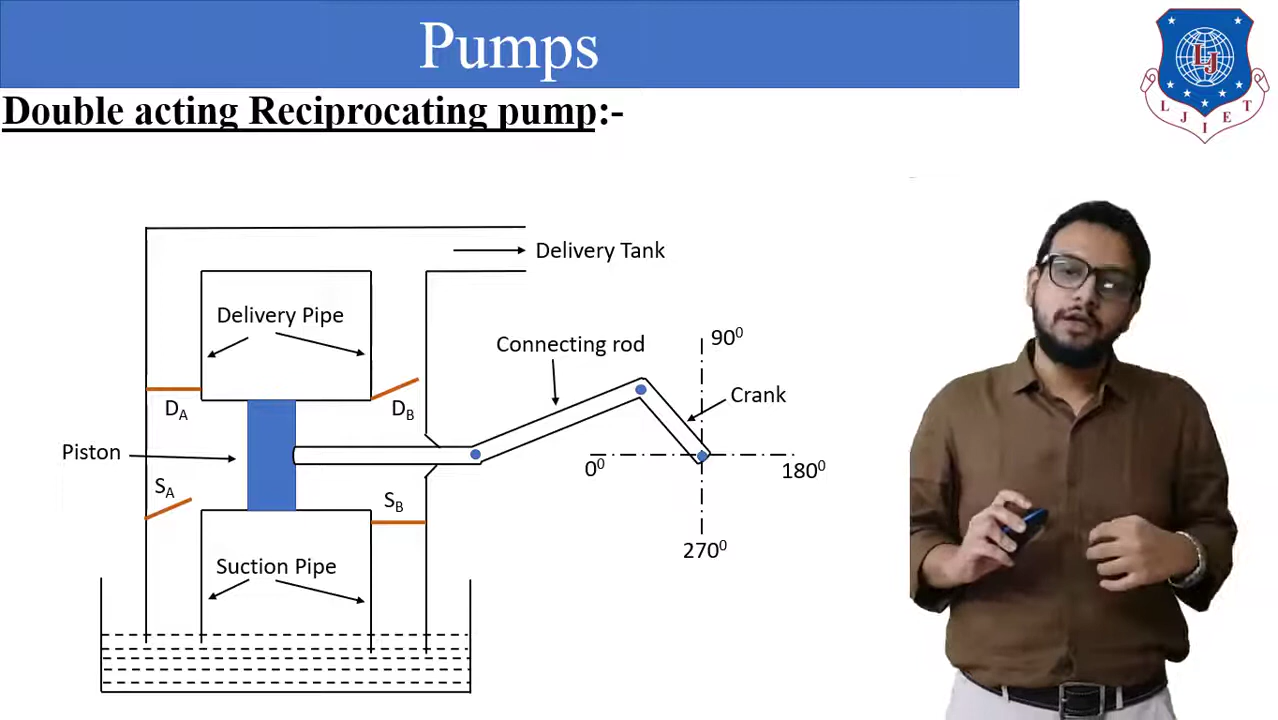 Pumps
Double acting Reciprocating pump:-
L J I E T
LJ
Delivery Tank
Delivery Pipe
Connecting rod
90⁰
Crank
D_A
D_B
Piston
0⁰
180⁰
S_A
S_B
270⁰
Suction Pipe